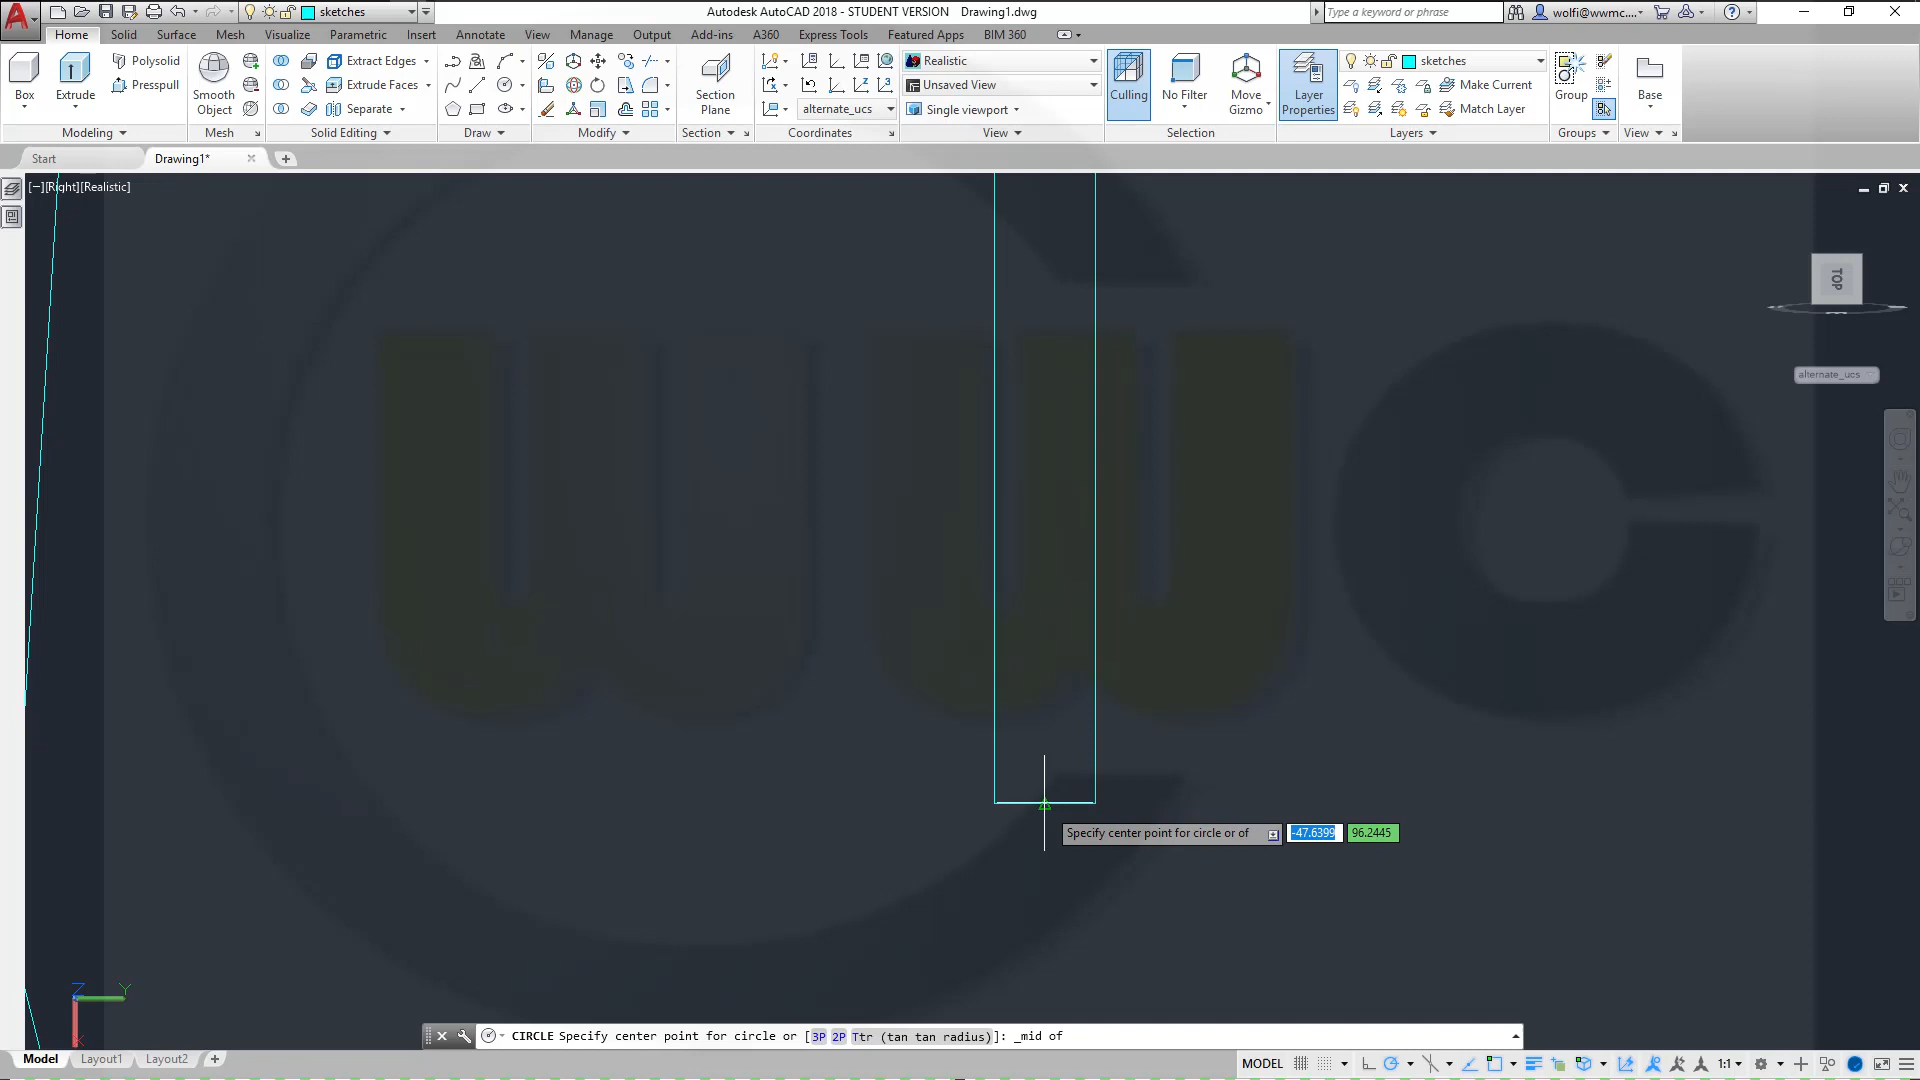 sketches
Autodesk AutoCAD 2018 - STUDENT VERSION Drawing1.dwg
Type a keyword or phrase
wolfi@wwmc....
Home Solid Surface Mesh Visualize Parametric Insert Annotate View Manage Output Add-ins A360 Express Tools Featured Apps BIM 360
Box
Extrude
Polysolid
Presspull
Smooth Object
Extract Edges
Extrude Faces
Separate
Section Plane
alternate_ucs
Realistic
Unsaved View
Single viewport
Culling
No Filter
Move Gizmo
Layer Properties
sketches
Make Current
Match Layer
Group
Base
Modeling Mesh Solid Editing Draw Modify Section Coordinates View Selection Layers Groups View
Start Drawing1*
[−][Right][Realistic]
TOP
alternate_ucs
wwc
Specify center point for circle or of -47.6399 96.2445
Z
Y
X
CIRCLE Specify center point for circle or [3P 2P Ttr (tan tan radius)]: _mid of
Model Layout1 Layout2
MODEL 1:1